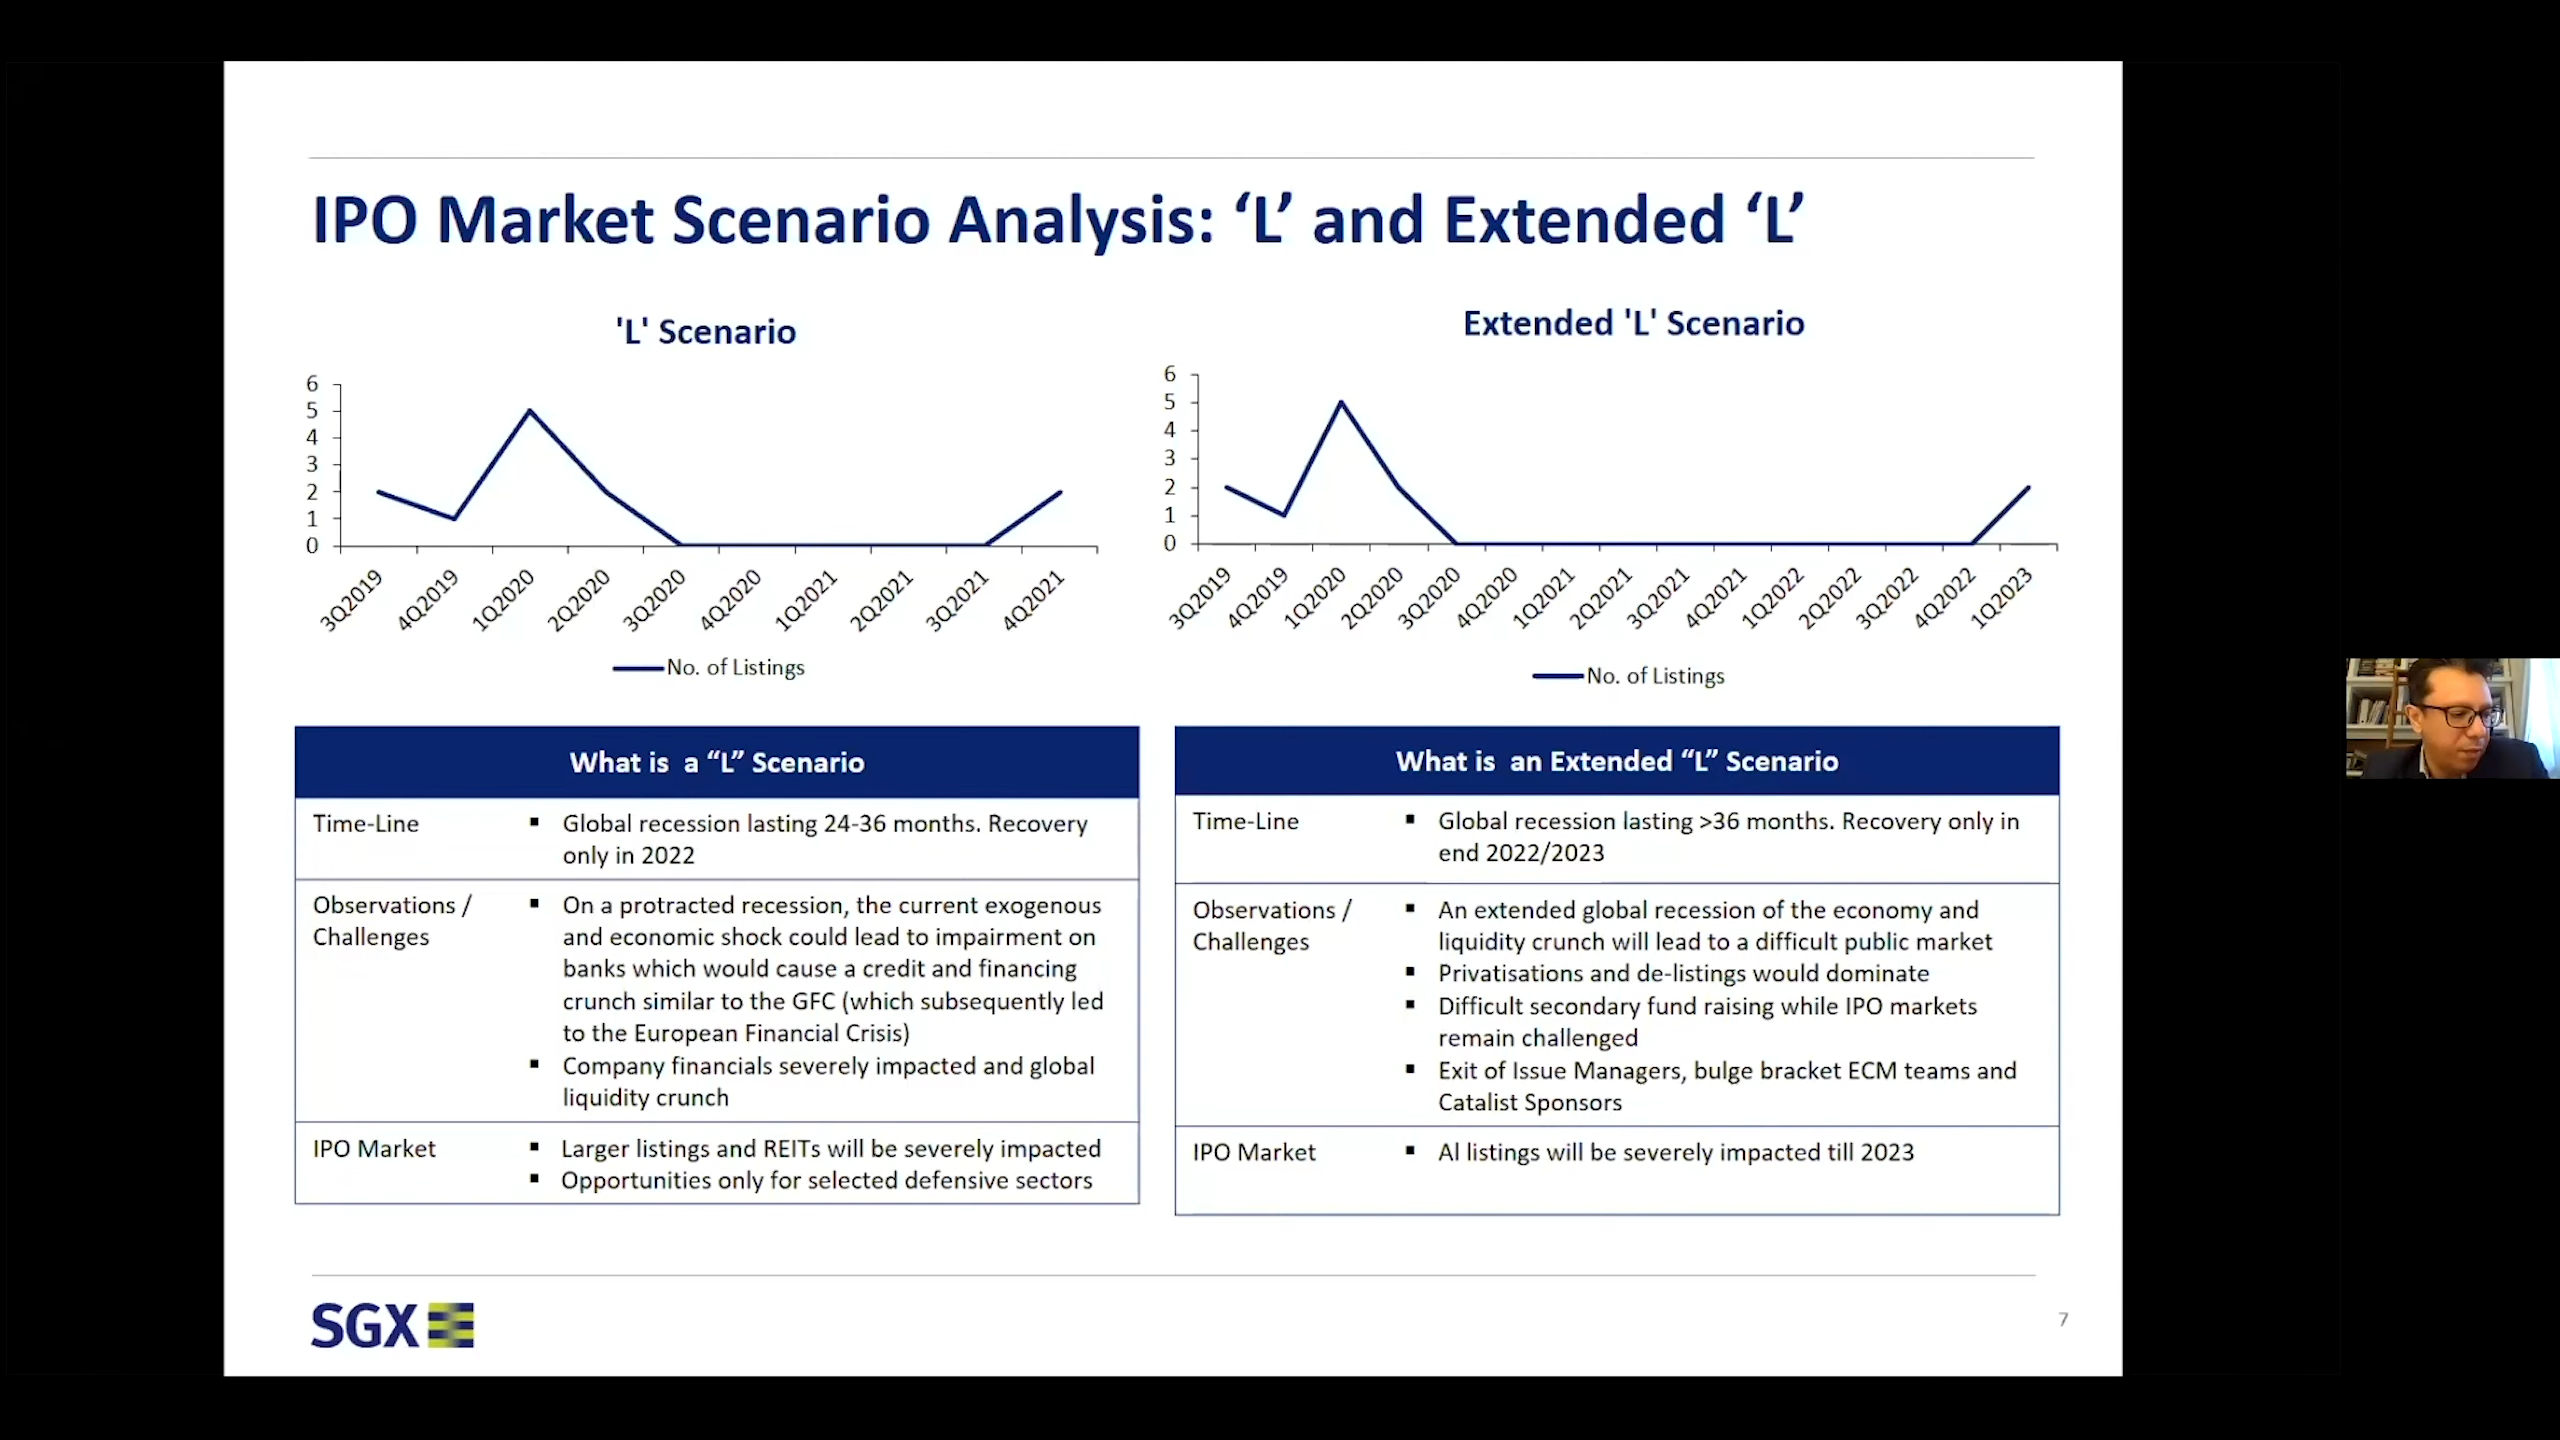 IPO Market Scenario Analysis: ‘L’ and Extended ‘L’
'L' Scenario
6
5
4
3
2
1
0
3Q2019
4Q2019
1Q2020
2Q2020
3Q2020
4Q2020
1Q2021
2Q2021
3Q2021
4Q2021
No. of Listings
Extended 'L' Scenario
6
5
4
3
2
1
0
3Q2019
4Q2019
1Q2020
2Q2020
3Q2020
4Q2020
1Q2021
2Q2021
3Q2021
4Q2021
1Q2022
2Q2022
3Q2022
4Q2022
1Q2023
No. of Listings
What is a “L” Scenario
Time-Line
▪ Global recession lasting 24-36 months. Recovery
only in 2022
Observations /
Challenges
▪ On a protracted recession, the current exogenous
and economic shock could lead to impairment on
banks which would cause a credit and financing
crunch similar to the GFC (which subsequently led
to the European Financial Crisis)
▪ Company financials severely impacted and global
liquidity crunch
IPO Market
▪ Larger listings and REITs will be severely impacted
▪ Opportunities only for selected defensive sectors
What is an Extended “L” Scenario
Time-Line
▪ Global recession lasting >36 months. Recovery only in
end 2022/2023
Observations /
Challenges
▪ An extended global recession of the economy and
liquidity crunch will lead to a difficult public market
▪ Privatisations and de-listings would dominate
▪ Difficult secondary fund raising while IPO markets
remain challenged
▪ Exit of Issue Managers, bulge bracket ECM teams and
Catalist Sponsors
IPO Market
▪ Al listings will be severely impacted till 2023
SGX
7